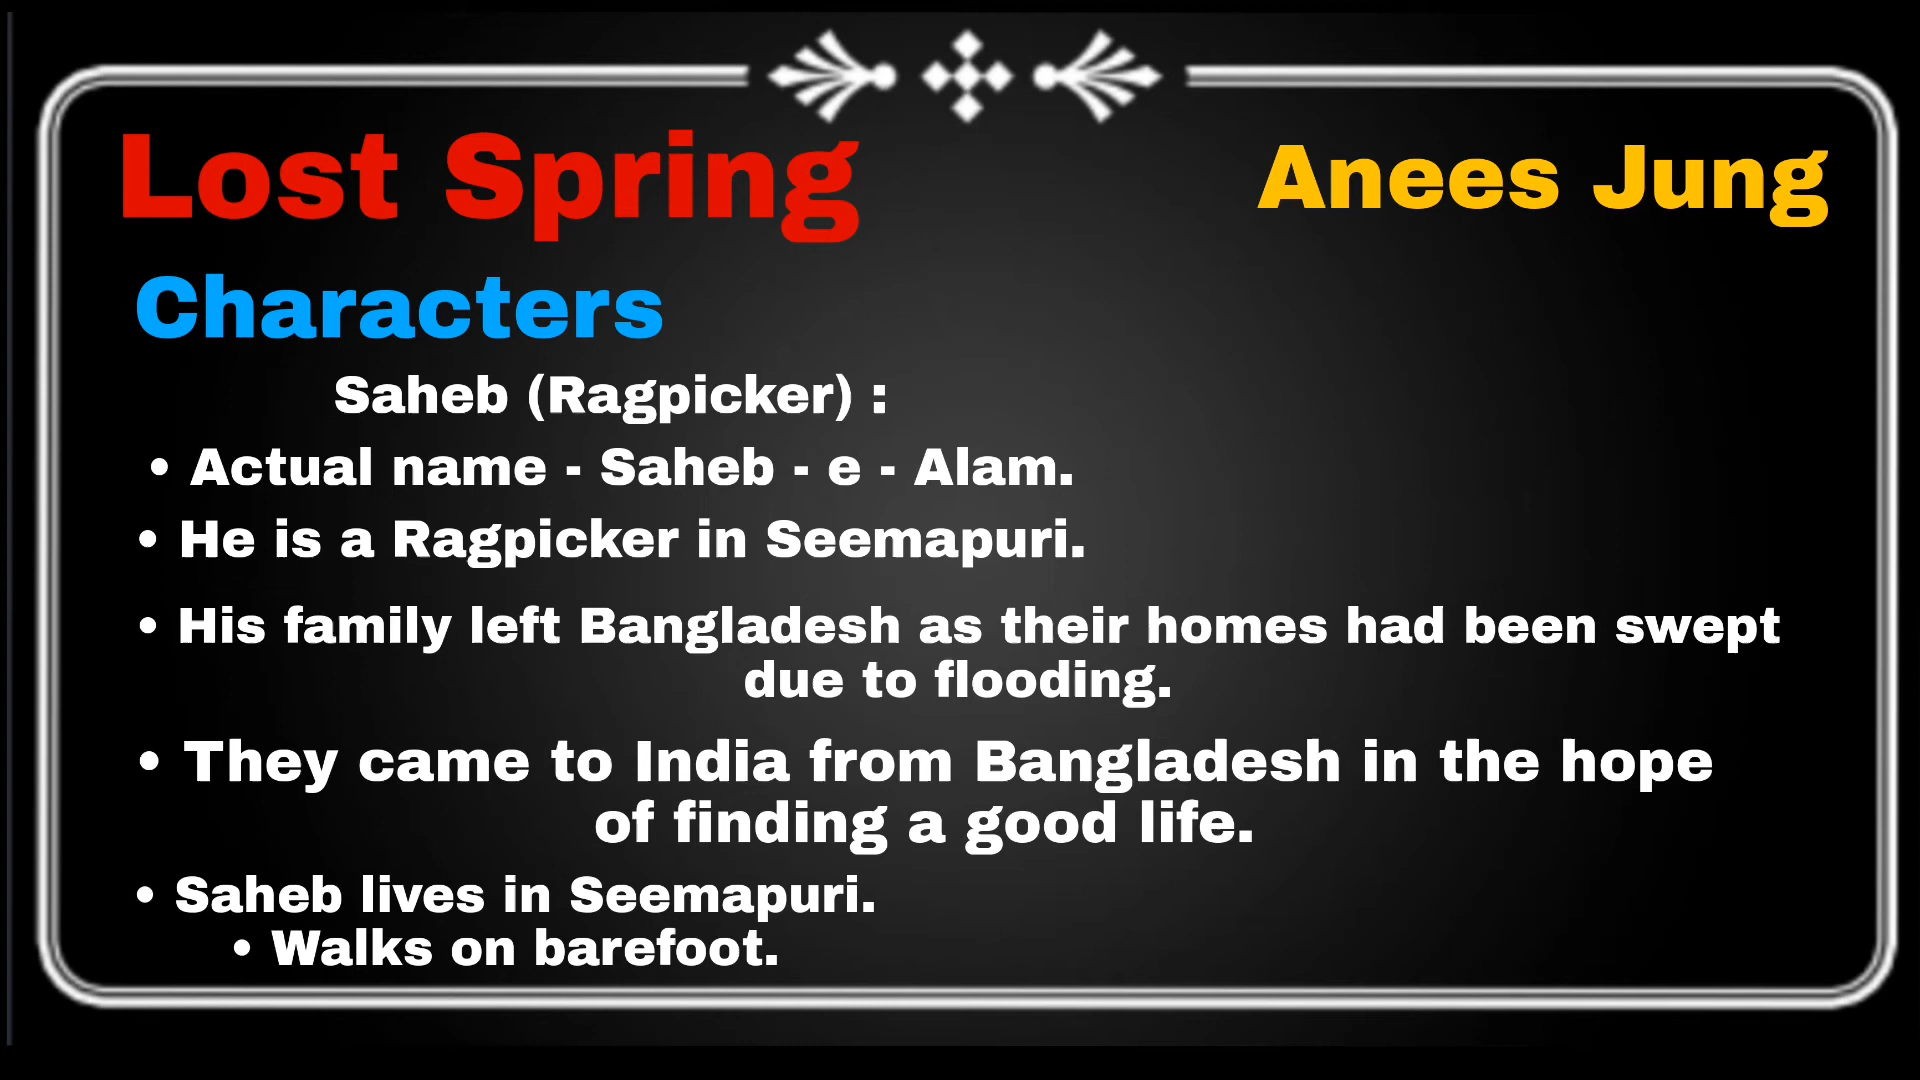 Lost Spring
Anees Jung
Characters
Saheb (Ragpicker) :
• Actual name - Saheb - e - Alam.
• He is a Ragpicker in Seemapuri.
• His family left Bangladesh as their homes had been swept
due to flooding.
• They came to India from Bangladesh in the hope
of finding a good life.
• Saheb lives in Seemapuri.
• Walks on barefoot.